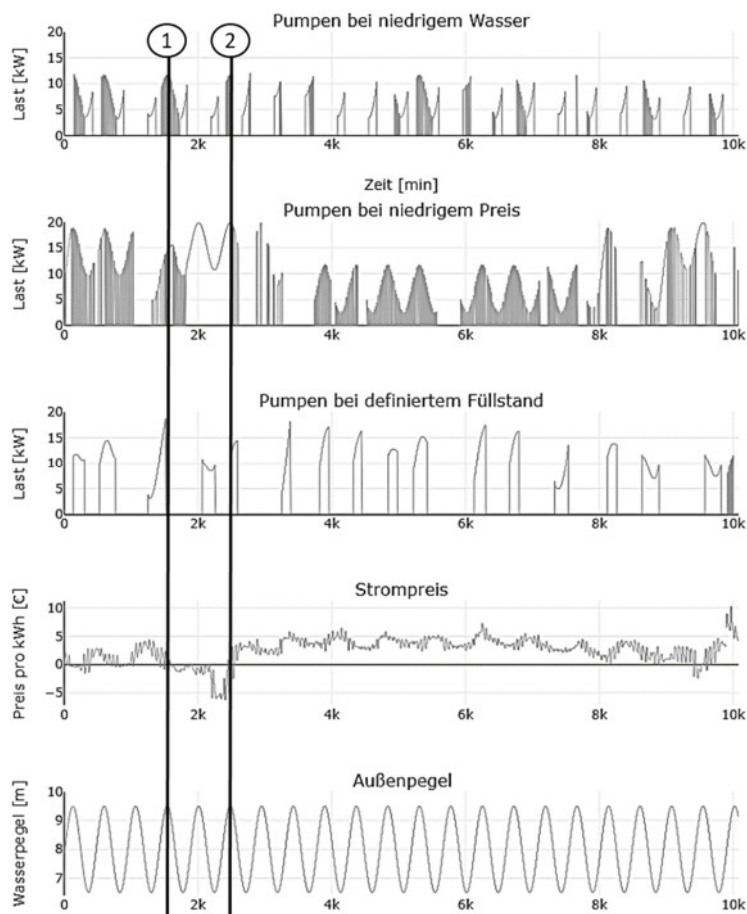 Pumpen bei niedrigem Wasser
1 2
Last [kW]
20
15
10
5
0
0 2k 4k 6k 8k 10k
Zeit [min]
Pumpen bei niedrigem Preis
Last [kW]
20
15
10
5
0
0 2k 4k 6k 8k 10k
Pumpen bei definiertem Füllstand
Last [kW]
20
15
10
5
0
0 2k 4k 6k 8k 10k
Strompreis
Preis pro kWh [C]
10
5
0
−5
0 2k 4k 6k 8k 10k
Außenpegel
Wasserpegel [m]
10
9
8
7
0 2k 4k 6k 8k 10k